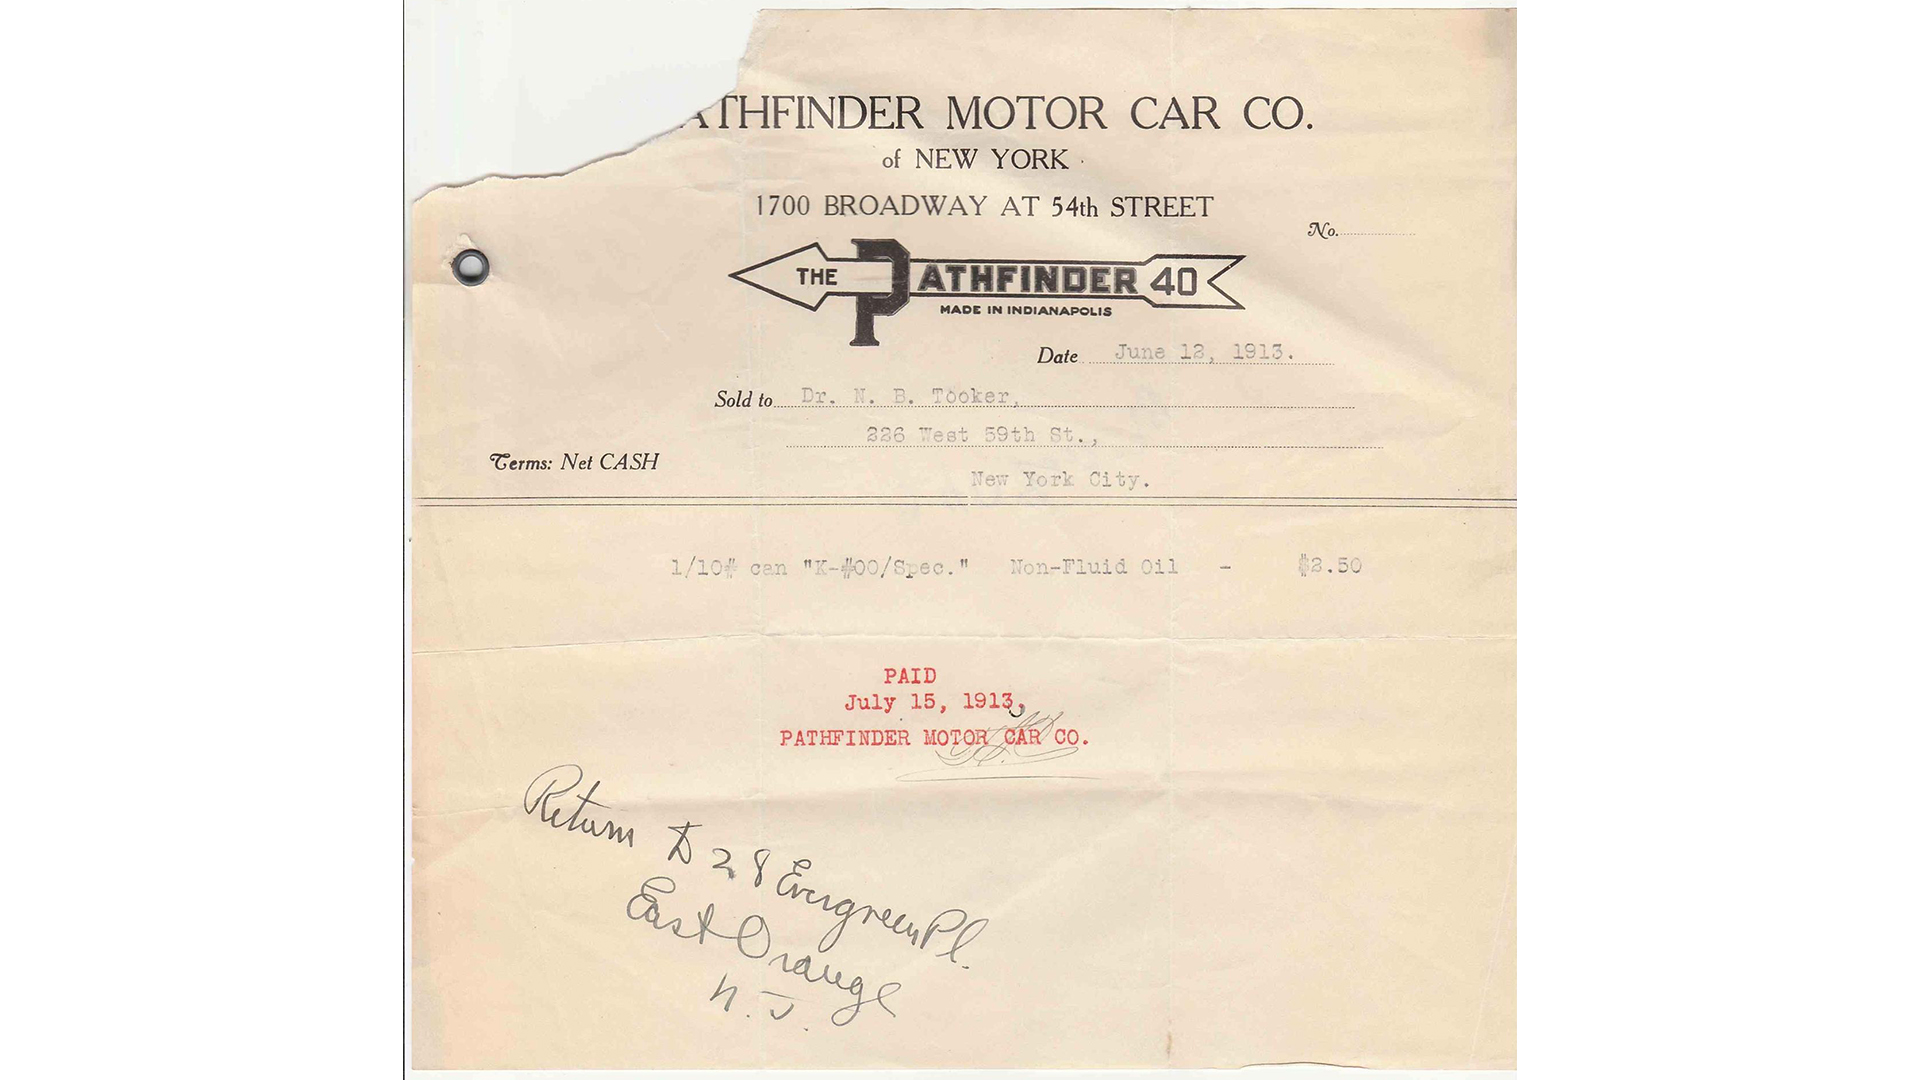 PATHFINDER MOTOR CAR CO.
of NEW YORK
1700 BROADWAY AT 54th STREET
No.
THE PATHFINDER 40
MADE IN INDIANAPOLIS
Date June 12, 1913.
Sold to Dr. N. B. Tooker,
226 West 59th St.,
Terms: Net CASH
New York City.
1/10# can "K-#00/Spec." Non-Fluid Oil - $2.50
PAID
July 15, 1913,
PATHFINDER MOTOR CAR CO.
Return to 28 Evergreen Pl.
East Orange
N.J.